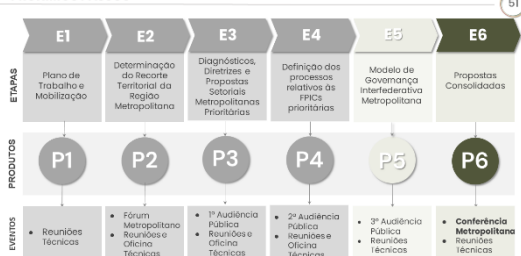 51
E1
E2
E3
E4
E5
E6
ETAPAS
Plano de
Trabalho e
Mobilização
Determinação
do Recorte
Territorial da
Região
Metropolitana
Diagnósticos,
Diretrizes e
Propostas
Setoriais
Metropolitanas
Prioritárias
Definição dos
processos
relativos às
FPICs
prioritárias
Modelo de
Governança
Interfederativa
Metropolitana
Propostas
Consolidadas
PRODUTOS
P1
P2
P3
P4
P5
P6
EVENTOS
• Reuniões
Técnicas
• Fórum
Metropolitano
• Reuniões e
Oficina
Técnicas
• 1ª Audiência
Pública
• Reuniões e
Oficina
Técnicas
• 2ª Audiência
Pública
• Reuniões e
Oficina
Técnicas
• 3ª Audiência
Pública
• Reuniões
Técnicas
• Conferência
Metropolitana
• Reuniões
Técnicas